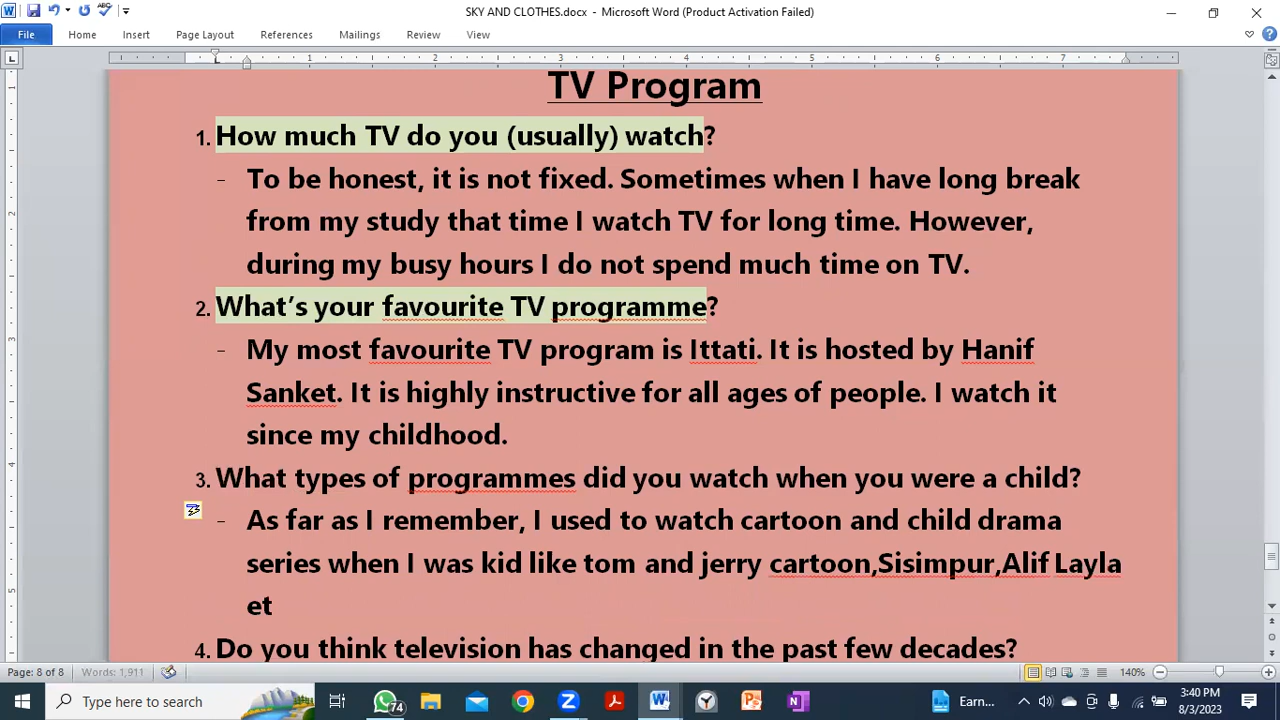 SKY AND CLOTHES.docx - Microsoft Word (Product Activation Failed)
File Home Insert Page Layout References Mailings Review View
1 2 3 4 5 6 7
TV Program
1. How much TV do you (usually) watch?
- To be honest, it is not fixed. Sometimes when I have long break
from my study that time I watch TV for long time. However,
during my busy hours I do not spend much time on TV.
2. What's your favourite TV programme?
- My most favourite TV program is Ittati. It is hosted by Hanif
Sanket. It is highly instructive for all ages of people. I watch it
since my childhood.
3. What types of programmes did you watch when you were a child?
- As far as I remember, I used to watch cartoon and child drama
series when I was kid like tom and jerry cartoon,Sisimpur,Alif Layla
et
4. Do you think television has changed in the past few decades?
Page: 8 of 8 Words: 1,911 140%
Type here to search 74 Earn... 3:40 PM
8/3/2023